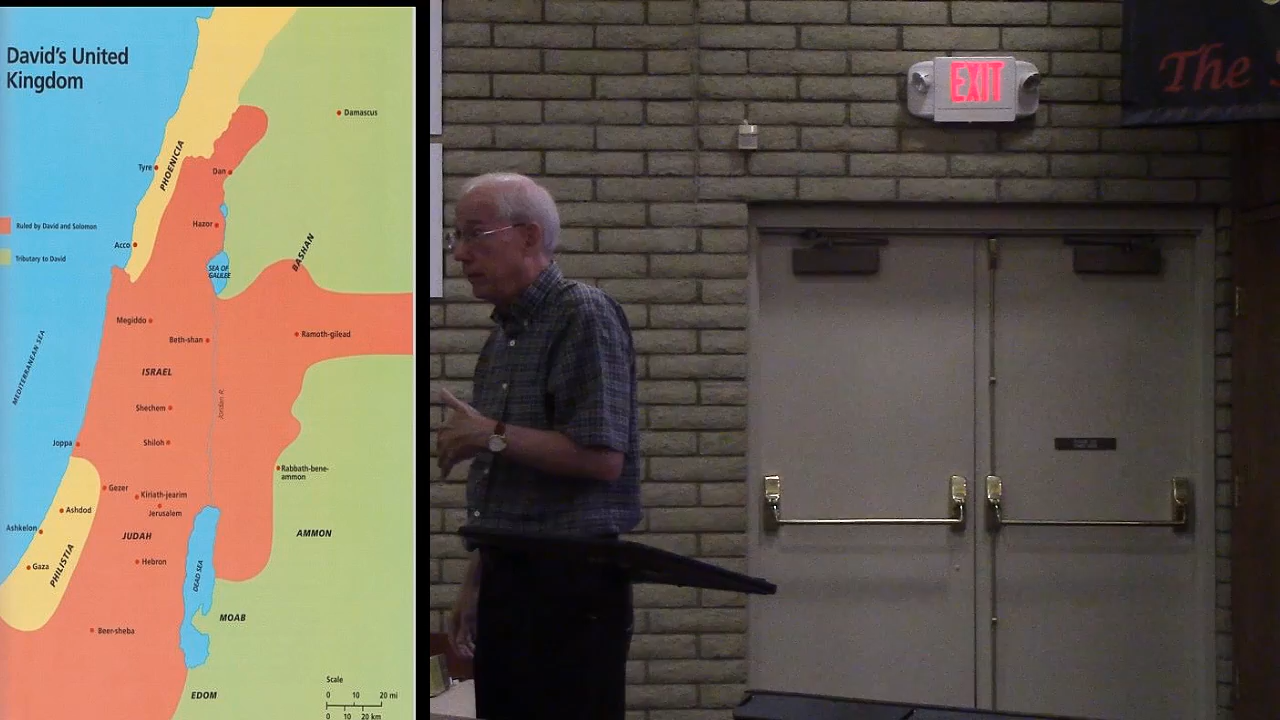 David's United
Kingdom
Damascus
PHOENICIA
Tyre
Dan
Ruled by David and Solomon
Hazor
Acco
BASHAN
Tributary to David
SEA OF
GALILEE
Megiddo
Ramoth-gilead
Beth-shan
MEDITERRANEAN SEA
ISRAEL
Jordan R.
Shechem
Joppa
Shiloh
Rabbath-bene-
ammon
Gezer
Kiriath-jearim
Ashdod
Jerusalem
Ashkelon
JUDAH
AMMON
Gaza
PHILISTIA
Hebron
DEAD SEA
MOAB
Beer-sheba
EDOM
Scale
0 10 20 mi
0 10 20 km
EXIT
The